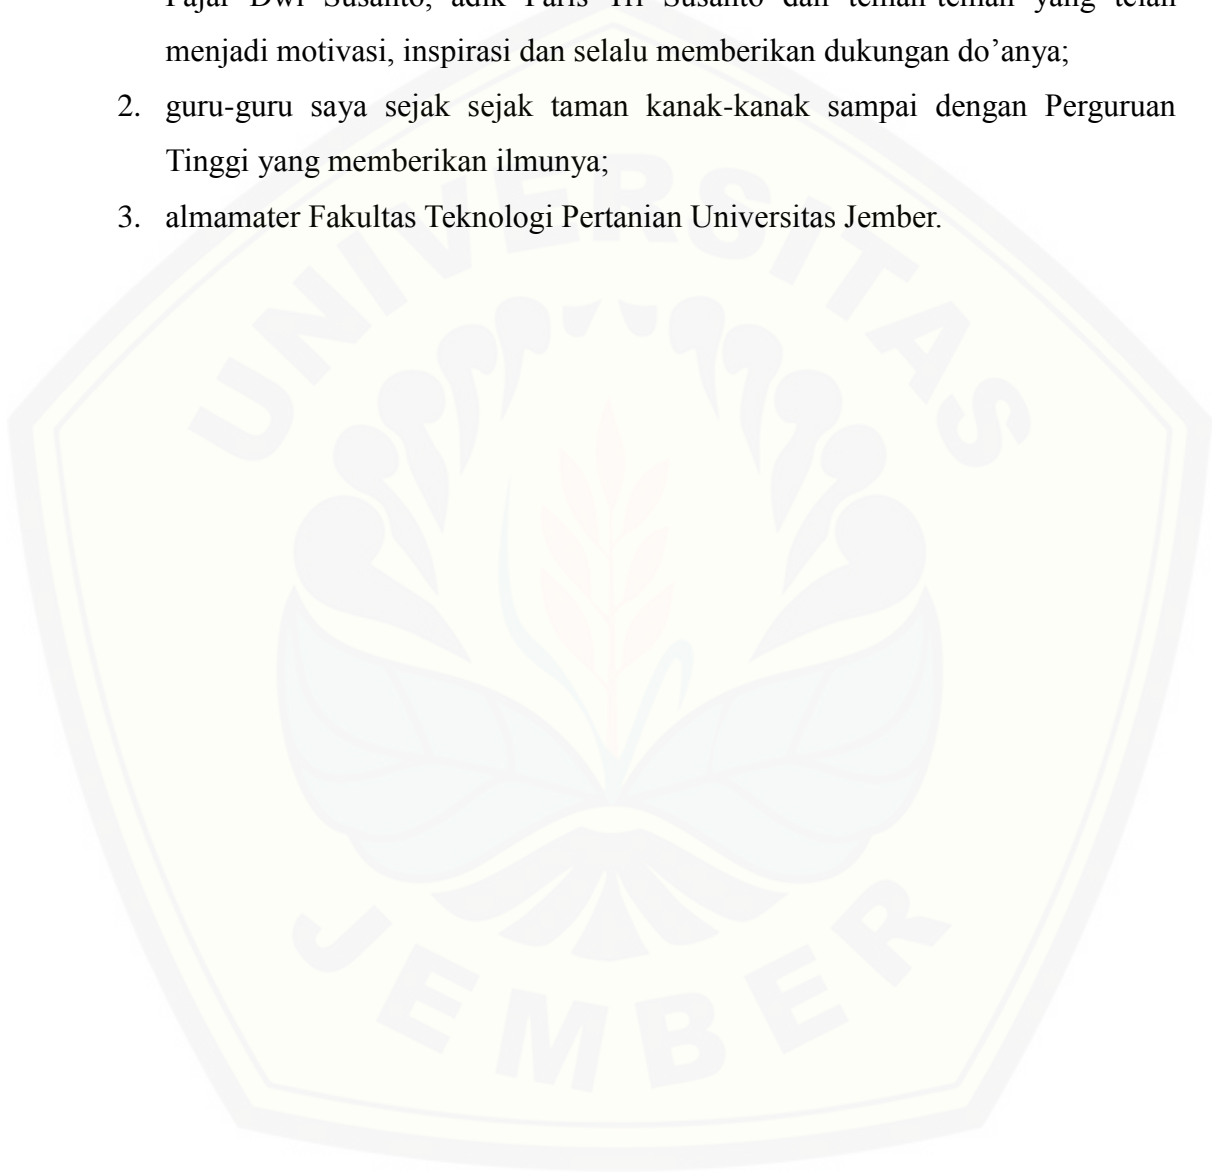 Fajar Dwi Susanto, adik Faris Tri Susanto dan teman-teman yang telah
menjadi motivasi, inspirasi dan selalu memberikan dukungan do’anya;
2. guru-guru saya sejak sejak taman kanak-kanak sampai dengan Perguruan
Tinggi yang memberikan ilmunya;
3. almamater Fakultas Teknologi Pertanian Universitas Jember.
UNIVERSITAS
JEMBER